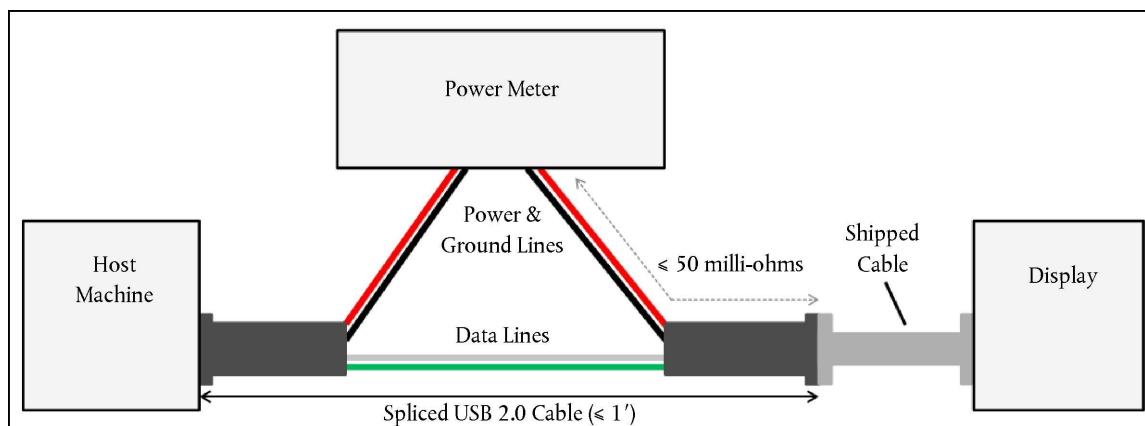 Power Meter
Power &
Ground Lines
Host
Machine
⩽ 50 milli-ohms
Shipped
Cable
Display
Data Lines
Spliced USB 2.0 Cable (⩽ 1′)